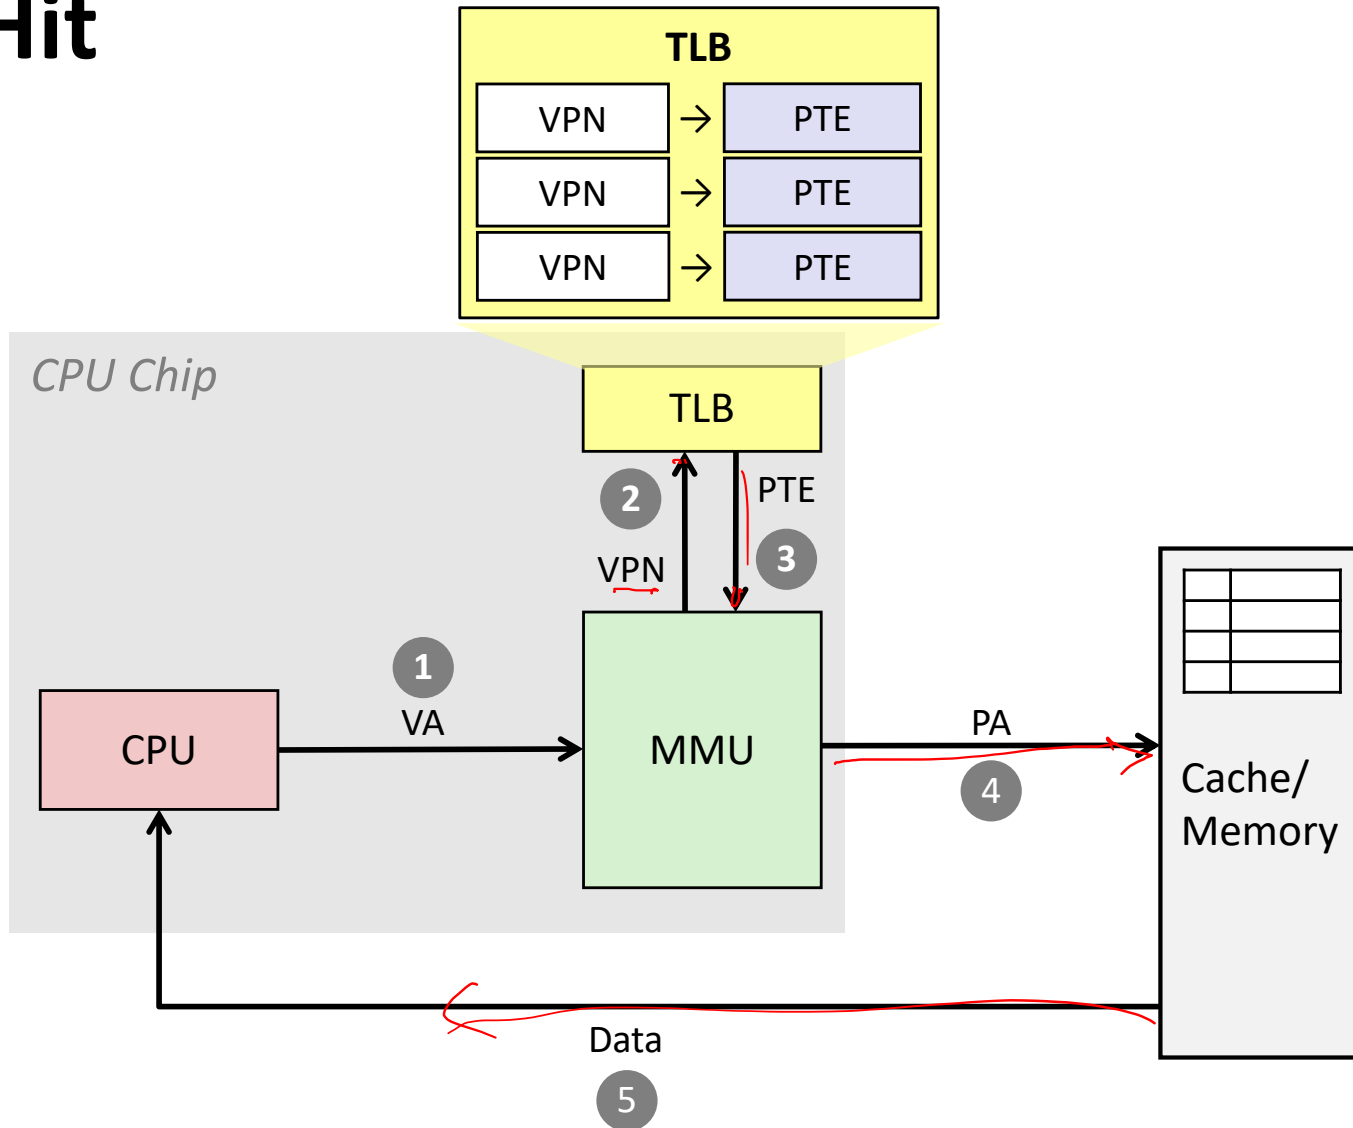 Hit
TLB
VPN → PTE
VPN → PTE
VPN → PTE
CPU Chip
TLB
2
PTE
VPN
3
1
VA
CPU
MMU
PA
4
Cache/
Memory
Data
5